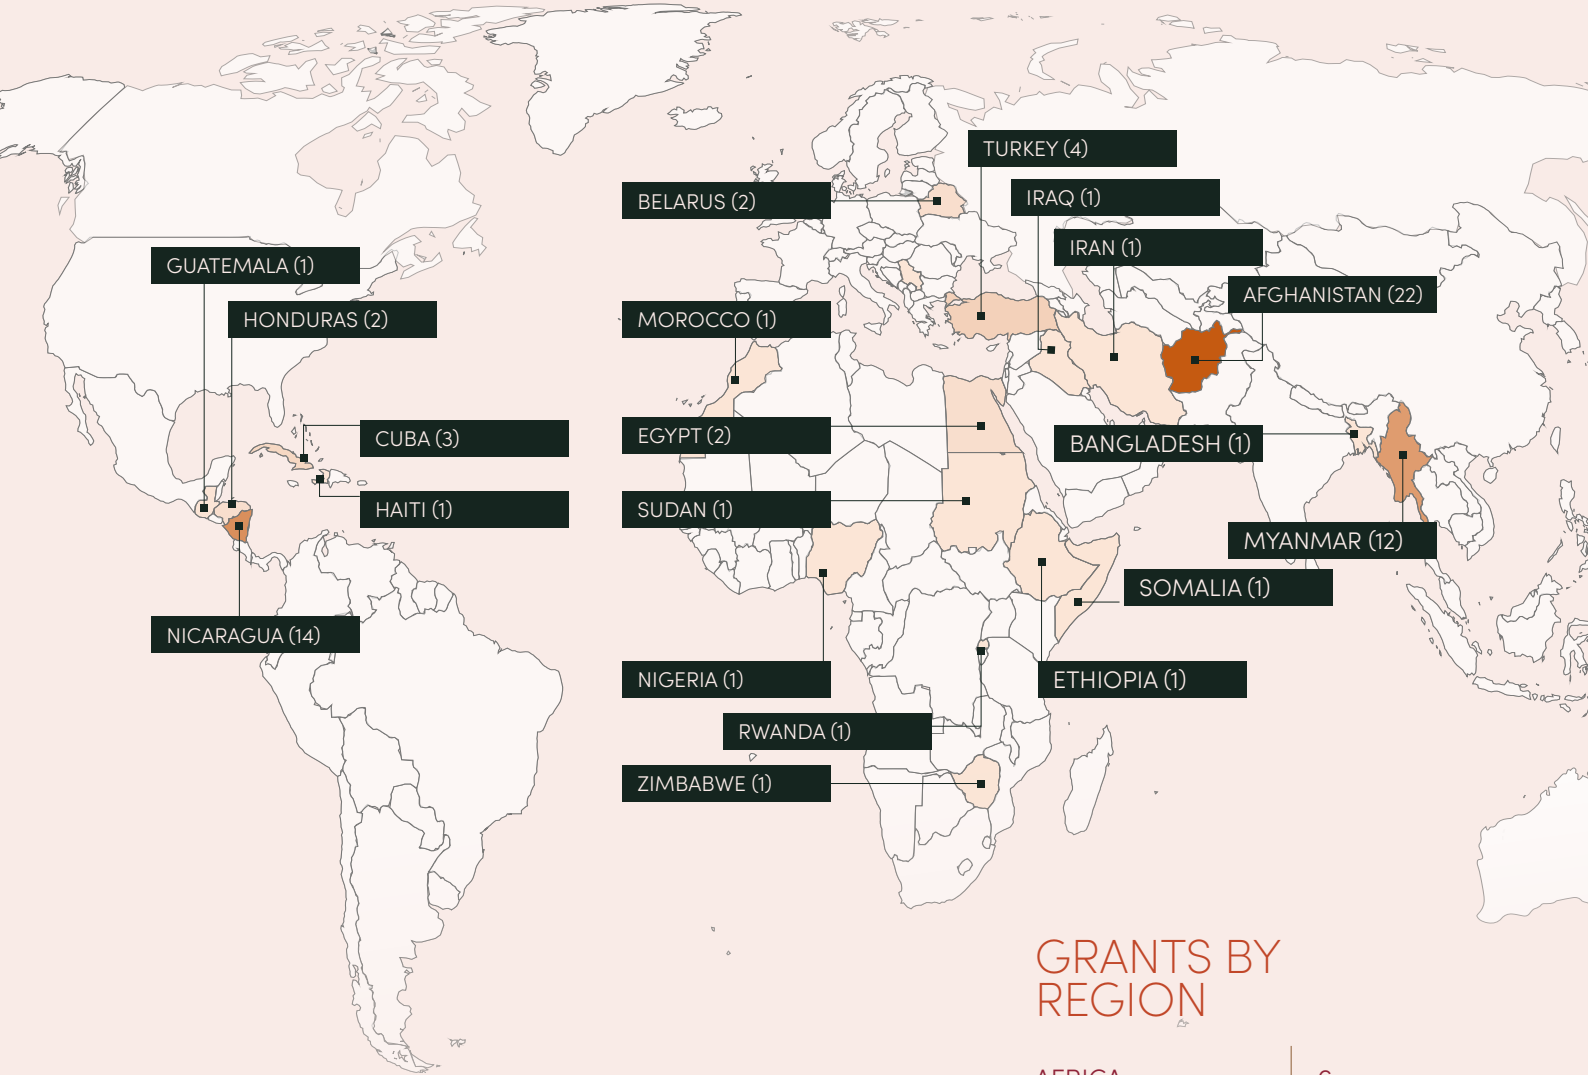 TURKEY (4)
BELARUS (2)
IRAQ (1)
IRAN (1)
GUATEMALA (1)
AFGHANISTAN (22)
HONDURAS (2)
MOROCCO (1)
CUBA (3)
EGYPT (2)
BANGLADESH (1)
HAITI (1)
SUDAN (1)
MYANMAR (12)
SOMALIA (1)
NICARAGUA (14)
NIGERIA (1)
ETHIOPIA (1)
RWANDA (1)
ZIMBABWE (1)
GRANTS BY
REGION
AFRICA